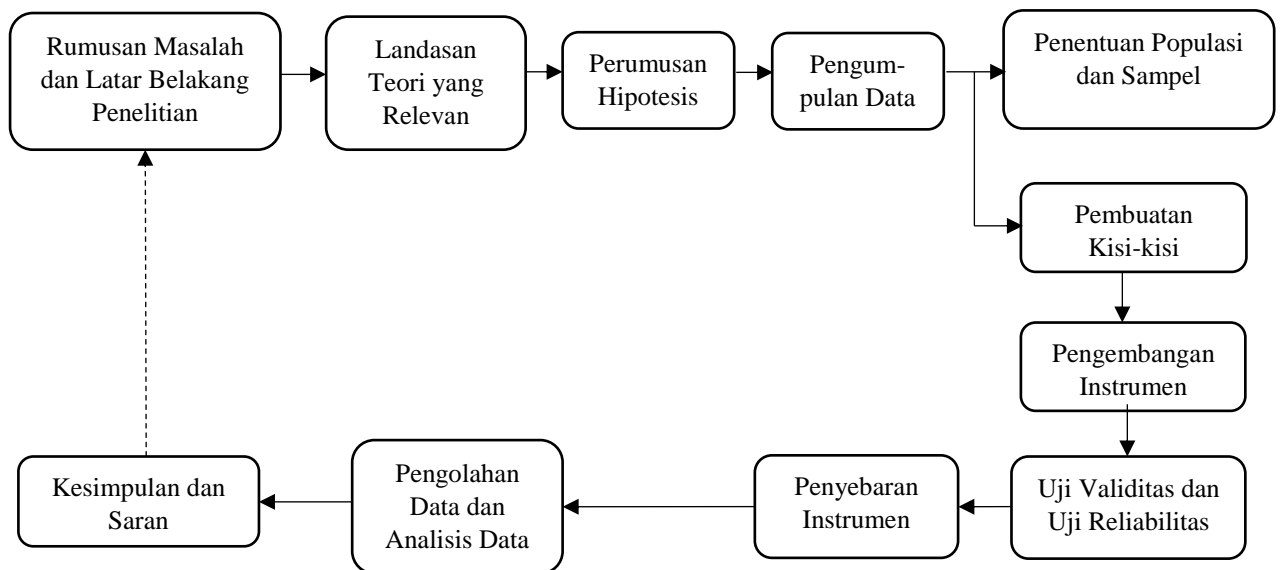 Rumusan Masalah
dan Latar Belakang
Penelitian
Landasan
Teori yang
Relevan
Perumusan
Hipotesis
Pengum-
pulan Data
Penentuan Populasi
dan Sampel
Pembuatan
Kisi-kisi
Pengembangan
Instrumen
Uji Validitas dan
Uji Reliabilitas
Penyebaran
Instrumen
Pengolahan
Data dan
Analisis Data
Kesimpulan dan
Saran